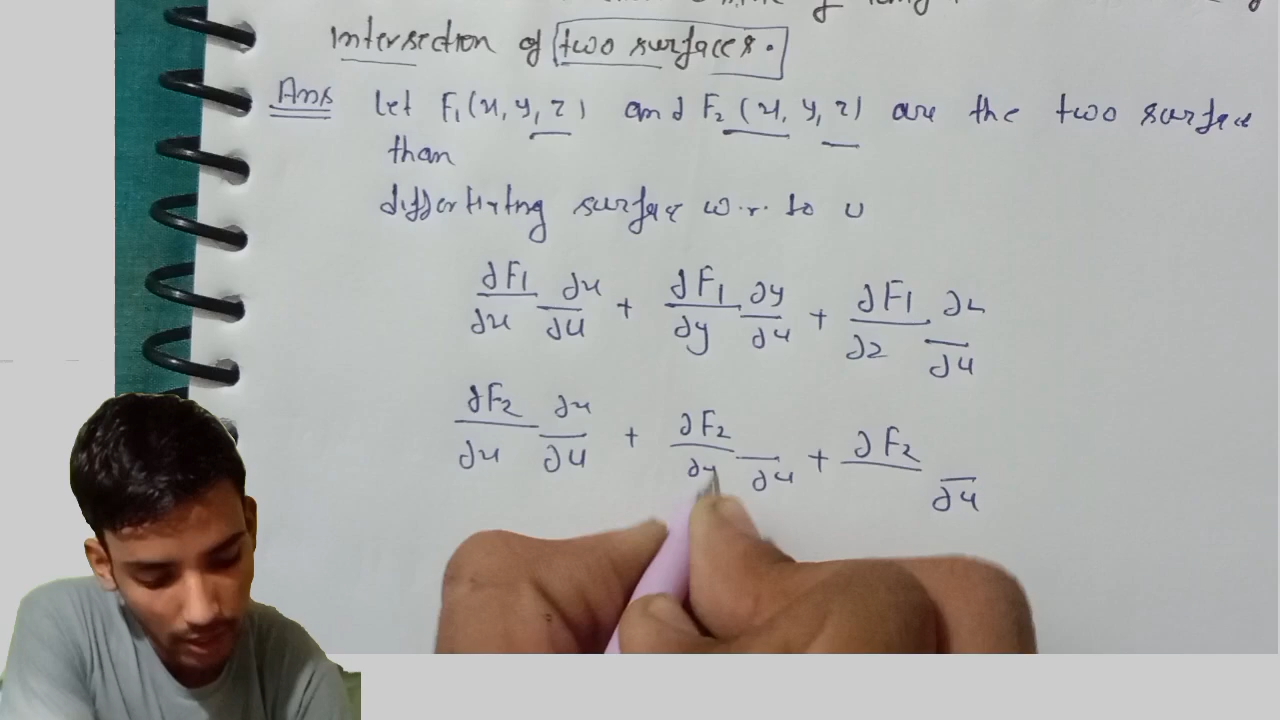 Intersection of two surfaces.
Ans let F₁(x, y, z) and F₂(x, y, z) are the two surface
than
surface w.r. to u
∂F₁/∂x ∂x/∂u + ∂F₁/∂y ∂y/∂u + ∂F₁/∂z ∂z/∂u
∂F₂/∂x ∂x/∂u + ∂F₂/∂y /∂u + ∂F₂/ /∂u